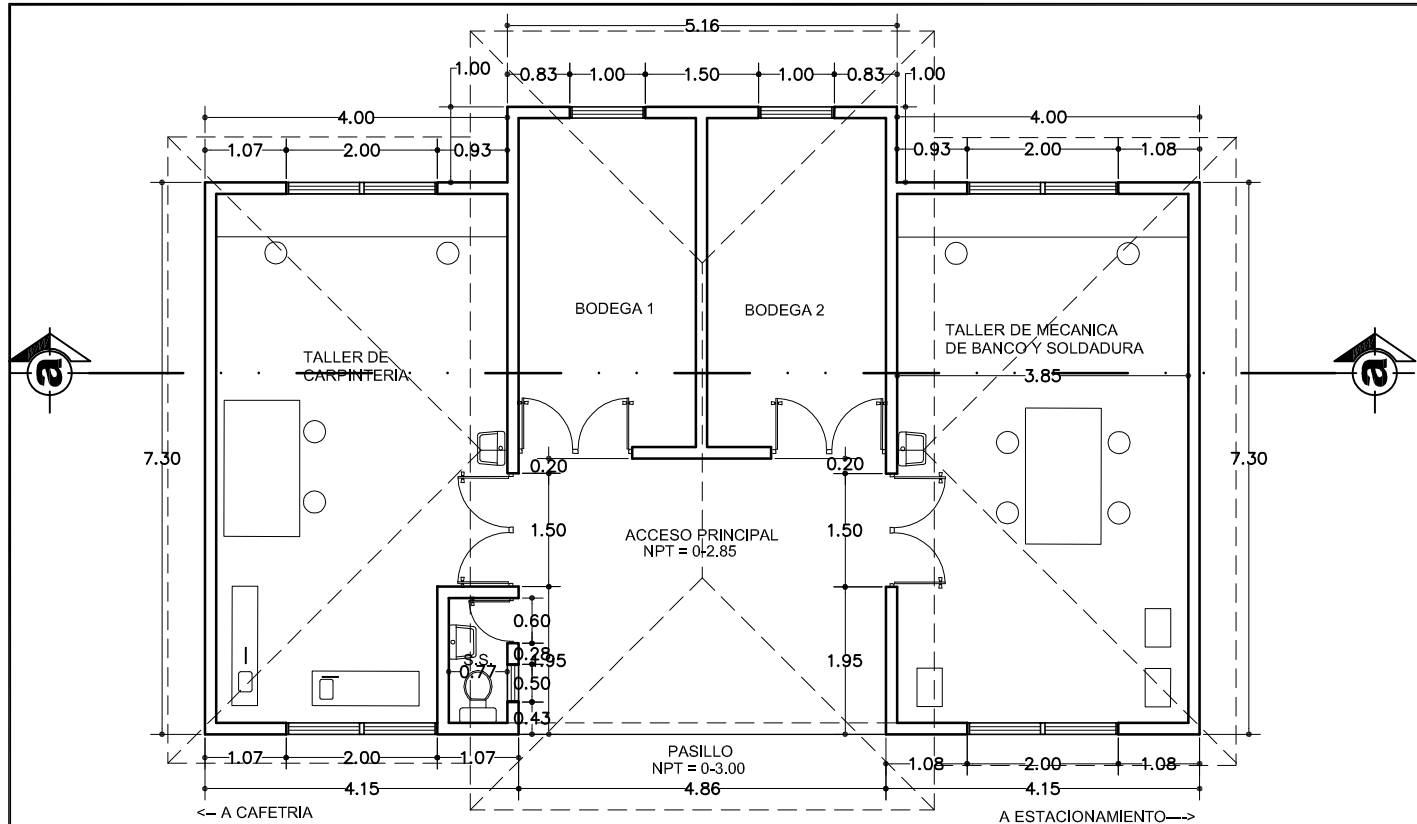 5.16
1.00
0.83
1.00
1.50
1.00
0.83
1.00
4.00
4.00
1.07
2.00
0.93
0.93
2.00
1.08
BODEGA 1
BODEGA 2
TALLER DE
CARPINTERIA
TALLER DE MECANICA
DE BANCO Y SOLDADURA
a
a
3.85
7.30
7.30
0.20
0.20
1.50
1.50
ACCESO PRINCIPAL
NPT = 0-2.85
0.60
0.28
1.95
1.95
S.S.
0.77
0.50
0.43
PASILLO
NPT = 0-3.00
1.07
2.00
1.07
1.08
2.00
1.08
4.15
4.86
4.15
<– A CAFETRIA
A ESTACIONAMIENTO––>